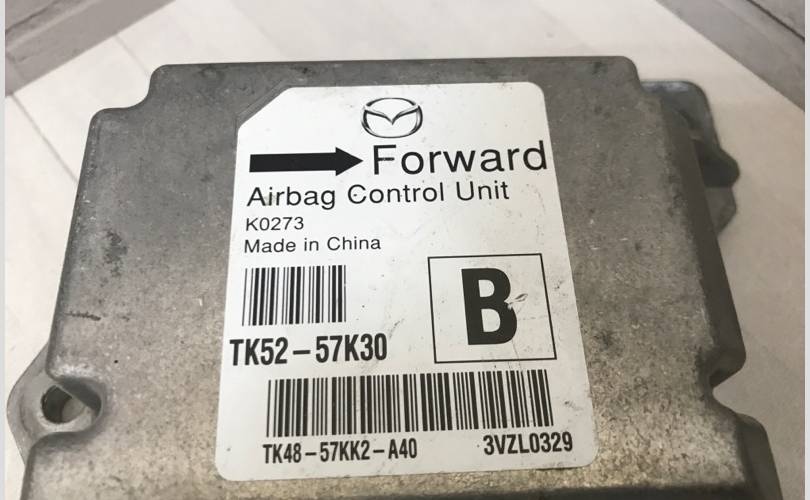 Forward
Airbag Control Unit
K0273
Made in China
B
TK52-57K30
TK48-57KK2-A40 3VZL0329